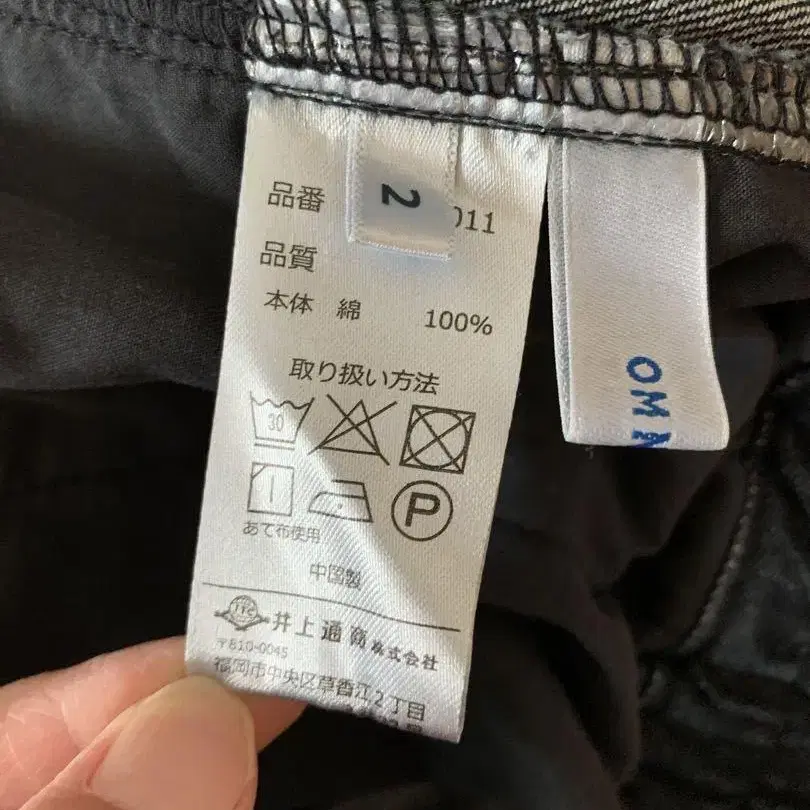 品番 011
2
品質
本体 綿 100%
取り扱い方法
30
P
あて布使用
中国製
井上通商株式会社
〒810-0045
福岡市中央区草香江2丁目
OM